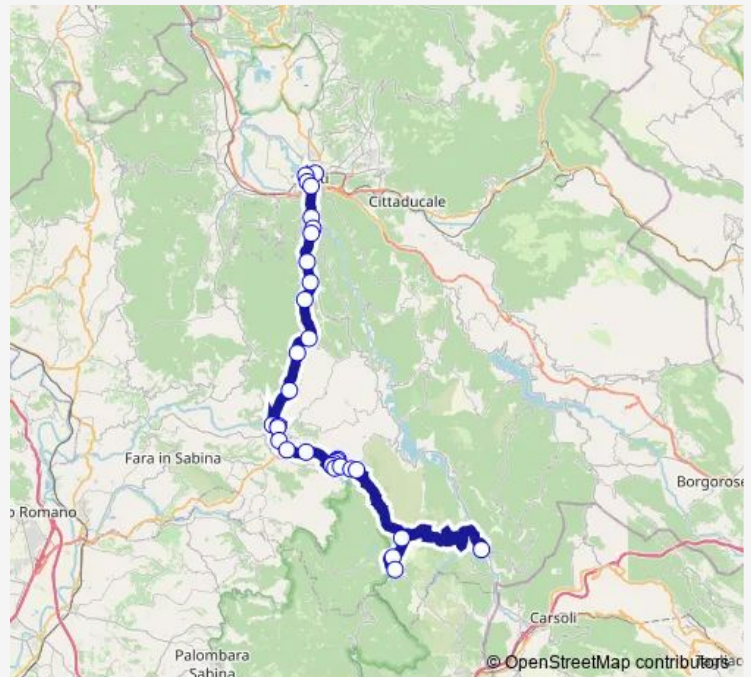 Cittaducale
Fara in Sabina
Borgorose
o Romano
Carsoli
Palombara
Sabina
© OpenStreetMap contributors